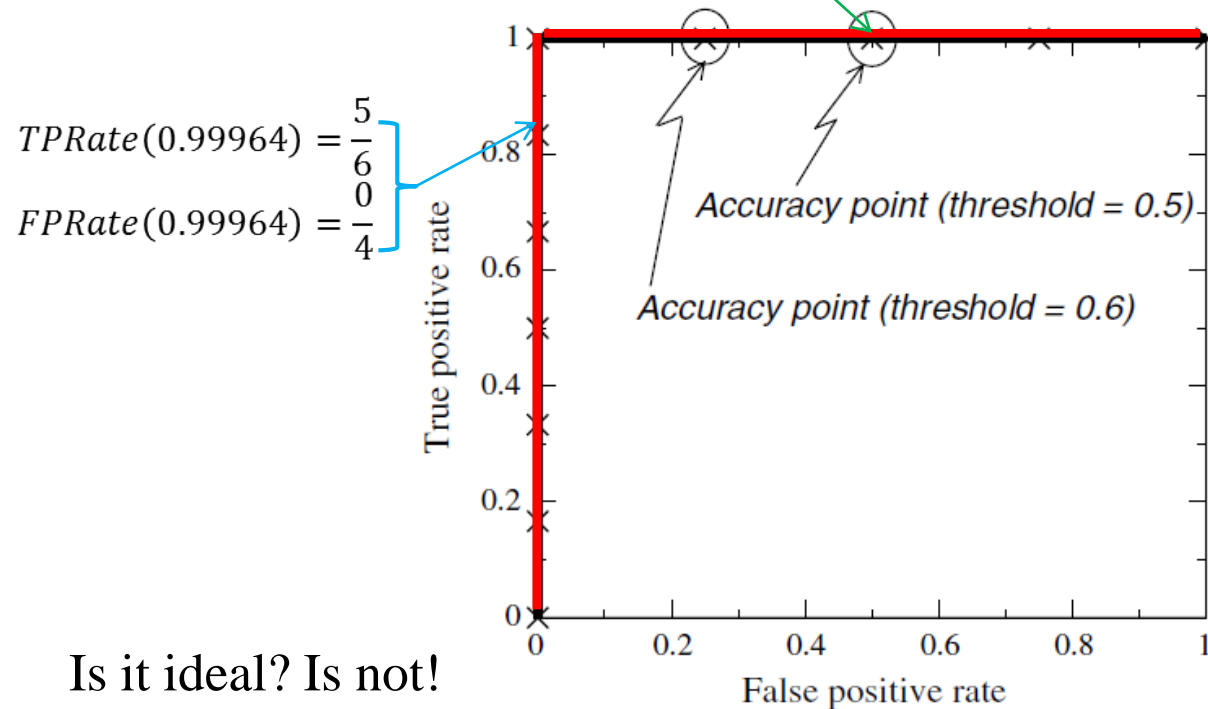 TPRate(0.99964) = 5/6
FPRate(0.99964) = 0/4
True positive rate
1
0.8
0.6
0.4
0.2
0
Accuracy point (threshold = 0.5)
Accuracy point (threshold = 0.6)
0 0.2 0.4 0.6 0.8 1
False positive rate
Is it ideal? Is not!